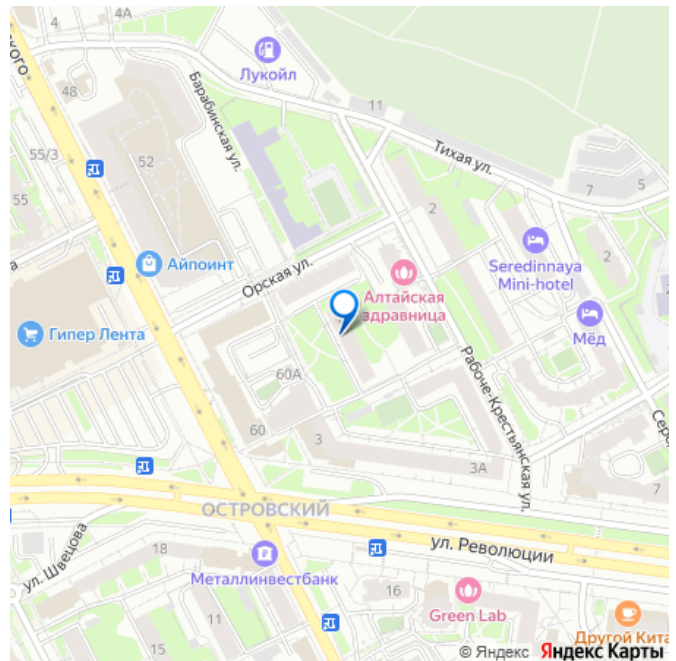 4
4А
ского
Лукойл
48
Барабинская ул.
11
Тихая ул.
55/3
52
7
5
55
2
Айпоинт
Орская ул.
Seredinnaya
Mini-hotel
2
Алтайская
здравница
Гипер Лента
Мёд
60А
Рабоче-Крестьянская ул.
60
3
3А
Сере
7
ОСТРОВСКИЙ
ул. Революции
ул. Швецова
18
Металлинвестбанк
16
Green Lab
11
15
Другой Кита
© Яндекс Яндекс Карты